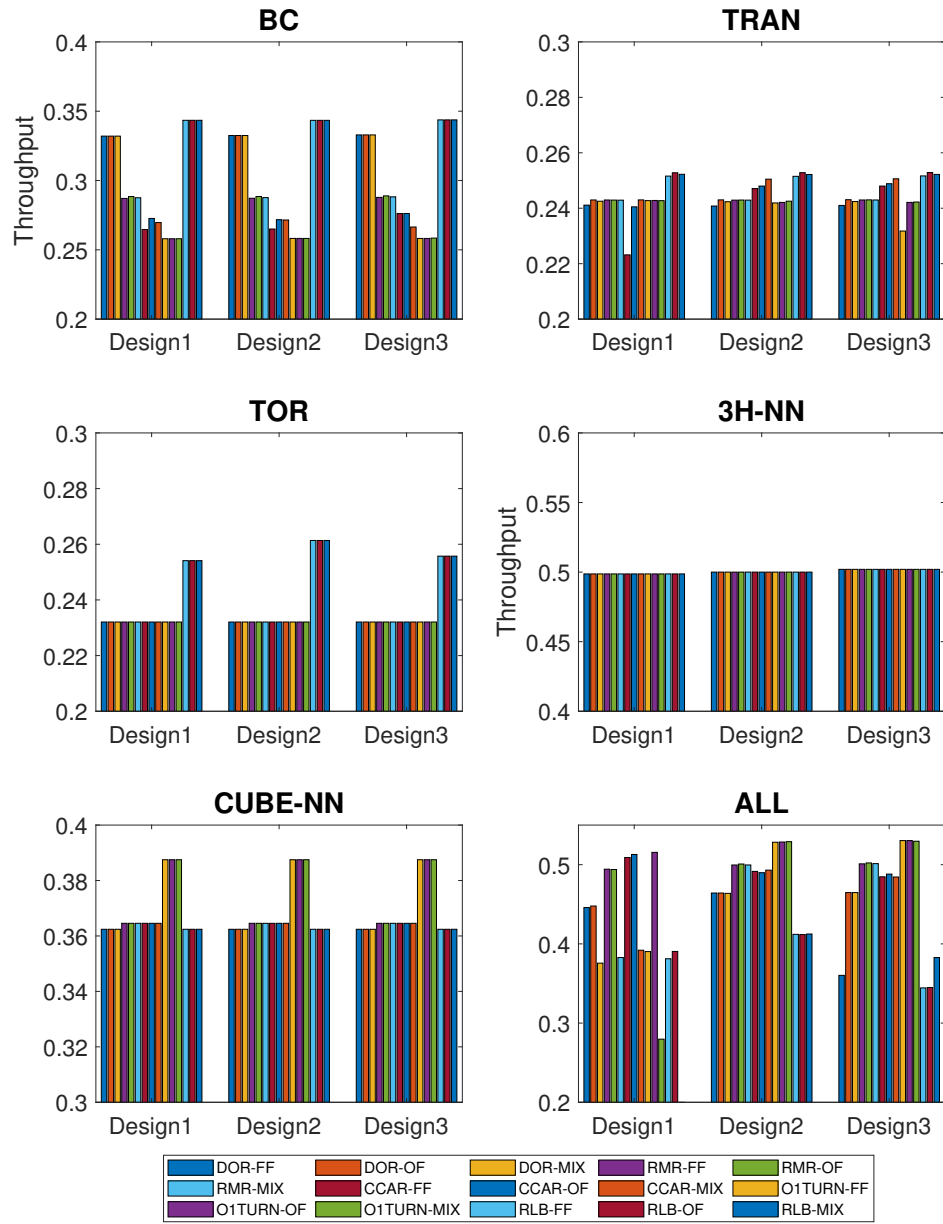 BC
0.4
0.35
0.3
0.25
0.2
Throughput
Design1 Design2 Design3
TRAN
0.3
0.28
0.26
0.24
0.22
0.2
Design1 Design2 Design3
TOR
0.3
0.28
0.26
0.24
0.22
0.2
Design1 Design2 Design3
3H-NN
0.6
0.55
0.5
0.45
0.4
Throughput
Design1 Design2 Design3
CUBE-NN
0.4
0.38
0.36
0.34
0.32
0.3
Design1 Design2 Design3
ALL
0.5
0.4
0.3
0.2
Design1 Design2 Design3
DOR-FF DOR-OF DOR-MIX RMR-FF RMR-OF
RMR-MIX CCAR-FF CCAR-OF CCAR-MIX O1TURN-FF
O1TURN-OF O1TURN-MIX RLB-FF RLB-OF RLB-MIX